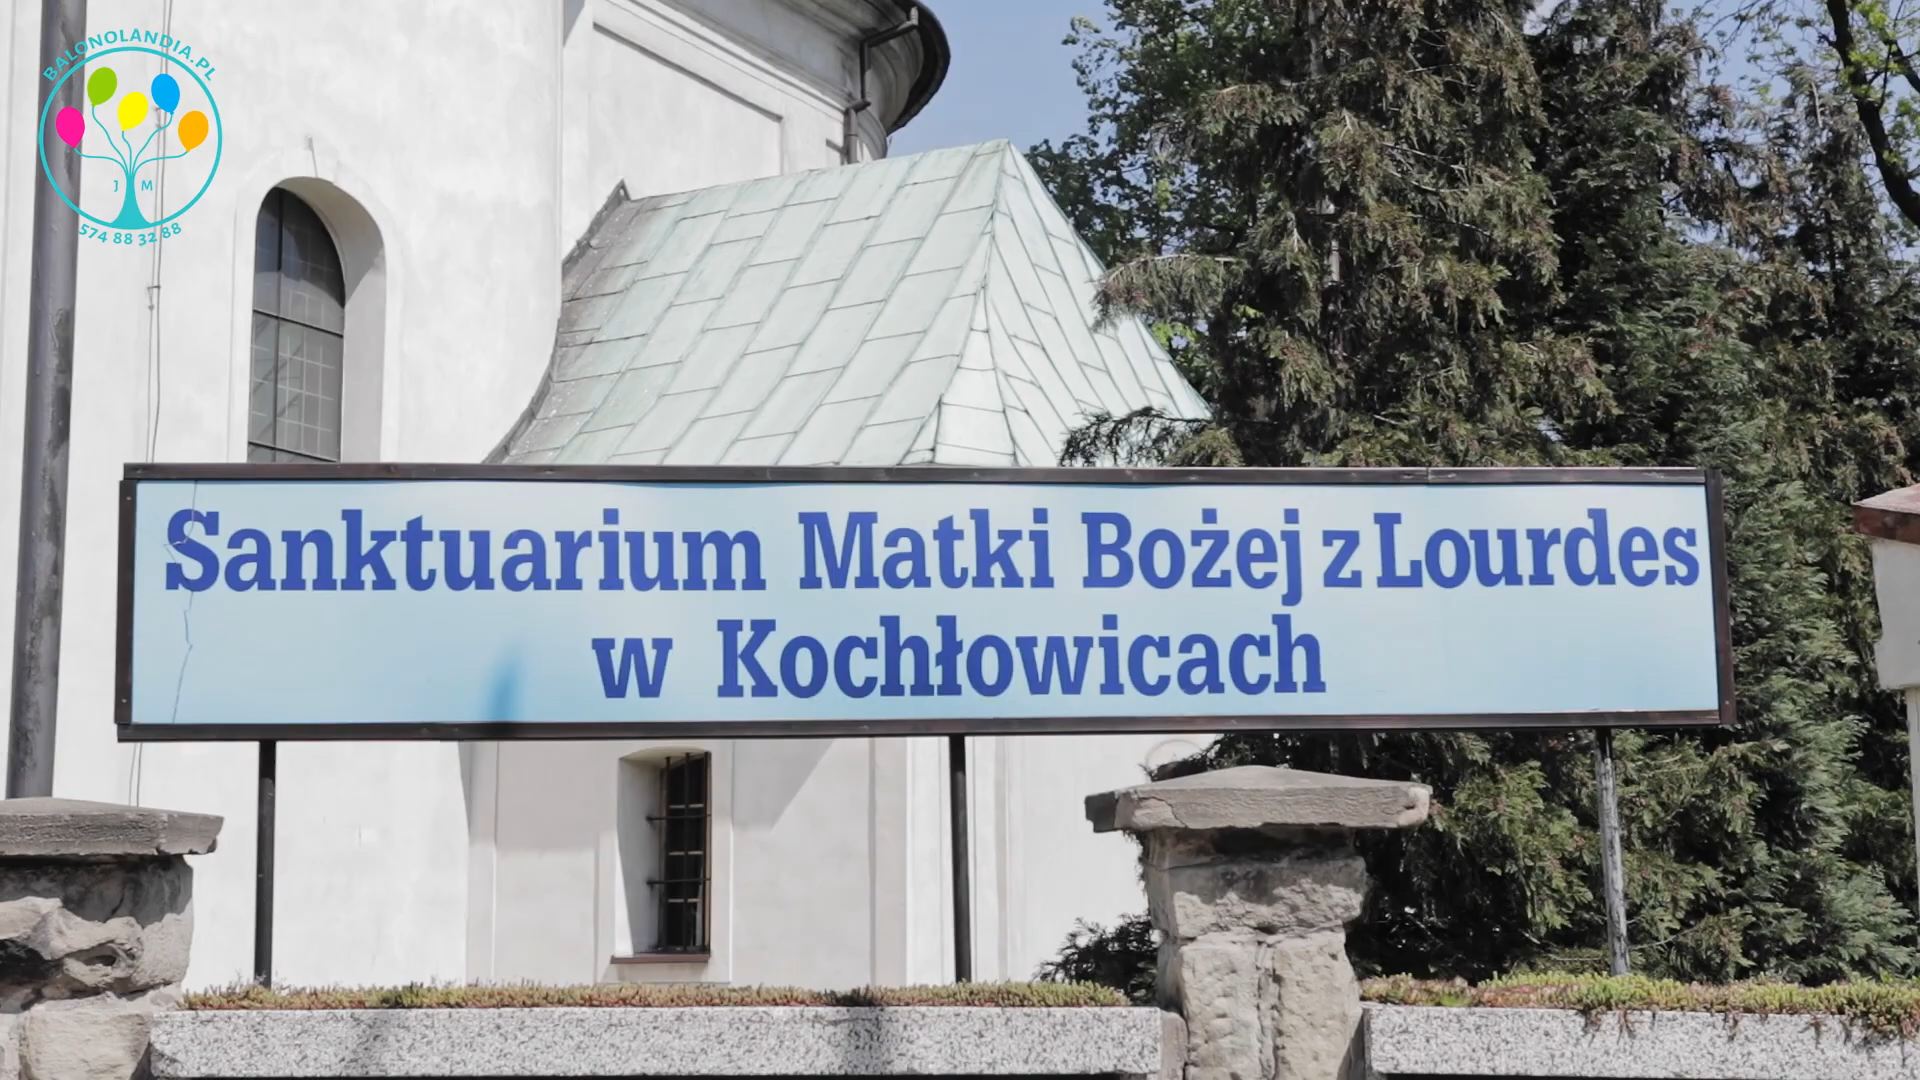 BALONOLANDIA.PL
J M
574 88 32 88
Sanktuarium Matki Bożej z Lourdes
w Kochłowicach